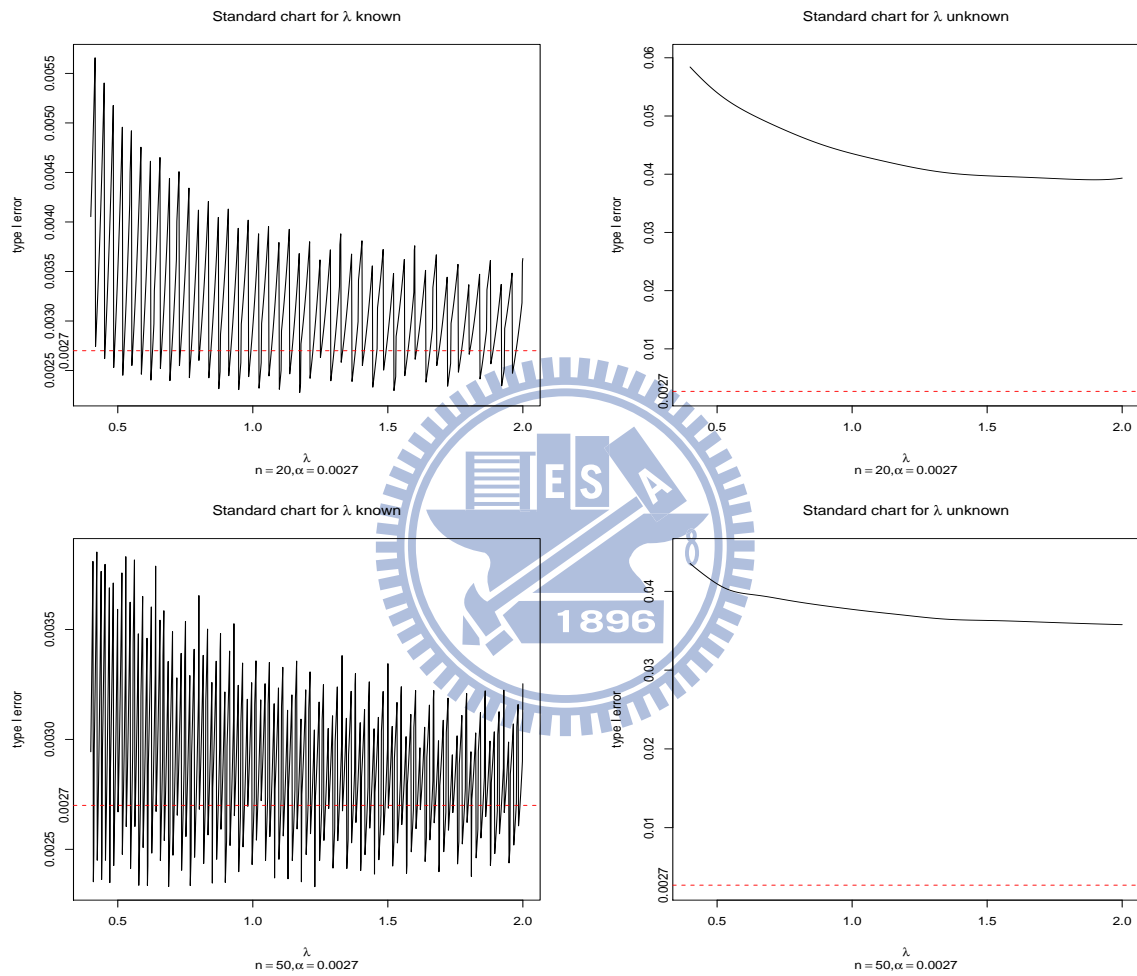 Standard chart for λ known
type I error
0.0055
0.0050
0.0045
0.0040
0.0035
0.0030
0.0027
0.0025
0.5
1.0
1.5
2.0
λ
n = 20,α = 0.0027
Standard chart for λ unknown
type I error
0.06
0.05
0.04
0.03
0.02
0.01
0.0027
0.5
1.0
1.5
2.0
λ
n = 20,α = 0.0027
Standard chart for λ known
type I error
0.0035
0.0030
0.0027
0.0025
0.5
1.0
1.5
2.0
λ
n = 50,α = 0.0027
Standard chart for λ unknown
type I error
0.04
0.03
0.02
0.01
0.0027
0.5
1.0
1.5
2.0
λ
n = 50,α = 0.0027
E S A
1896